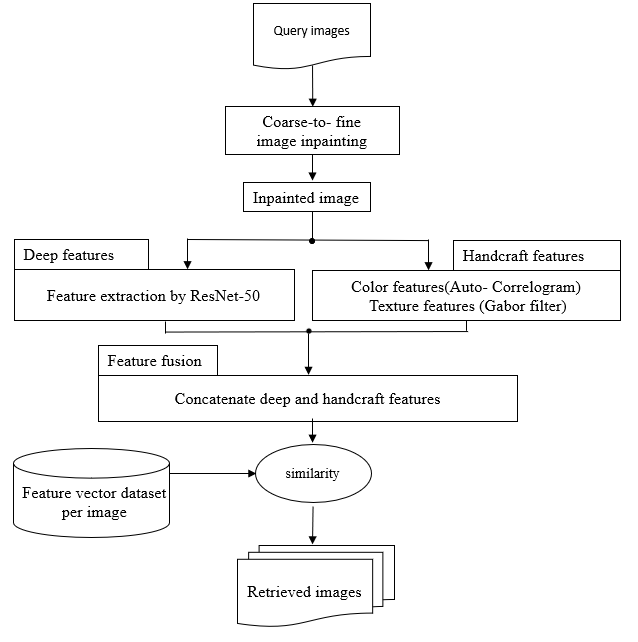 Query images
Coarse-to- fine
image inpainting
Inpainted image
Deep features
Handcraft features
Feature extraction by ResNet-50
Color features(Auto- Correlogram)
Texture features (Gabor filter)
Feature fusion
Concatenate deep and handcraft features
similarity
Feature vector dataset
per image
Retrieved images